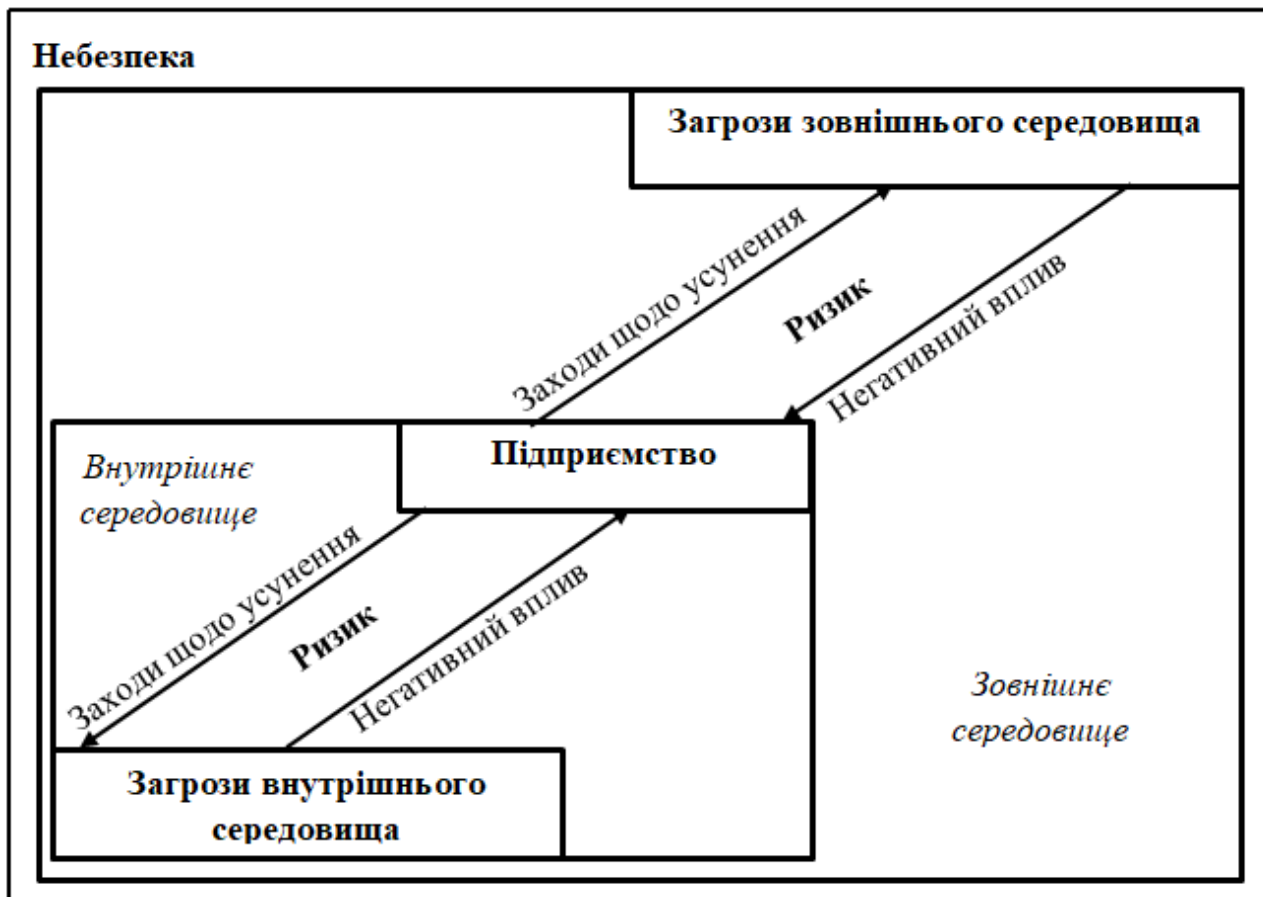 Небезпека
Загрози зовнішнього середовища
Заходи щодо усунення
Ризик
Негативний вплив
Підприємство
Внутрішнє
середовище
Заходи щодо усунення
Ризик
Негативний вплив
Зовнішнє
середовище
Загрози внутрішнього
середовища